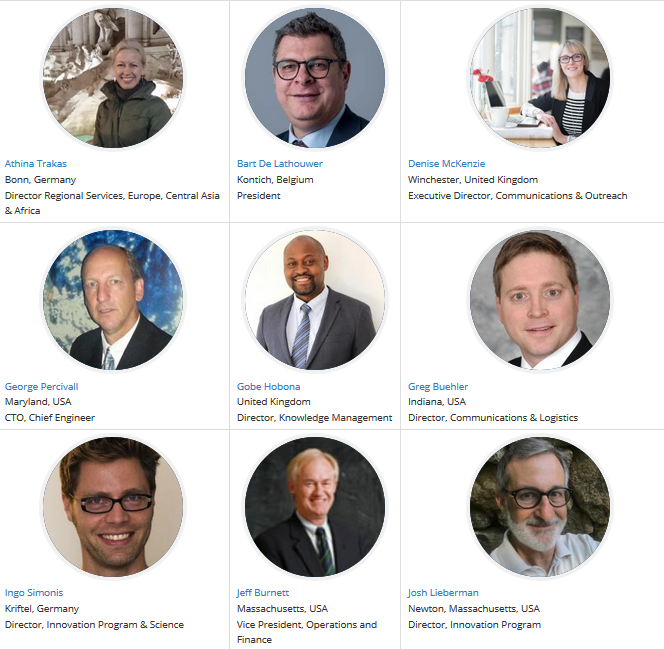 Athina Trakas
Bonn, Germany
Director Regional Services, Europe, Central Asia
& Africa
Bart De Lathouwer
Kontich, Belgium
President
Denise McKenzie
Winchester, United Kingdom
Executive Director, Communications & Outreach
George Percivall
Maryland, USA
CTO, Chief Engineer
Gobe Hobona
United Kingdom
Director, Knowledge Management
Greg Buehler
Indiana, USA
Director, Communications & Logistics
Ingo Simonis
Kriftel, Germany
Director, Innovation Program & Science
Jeff Burnett
Massachusetts, USA
Vice President, Operations and
Finance
Josh Lieberman
Newton, Massachusetts, USA
Director, Innovation Program